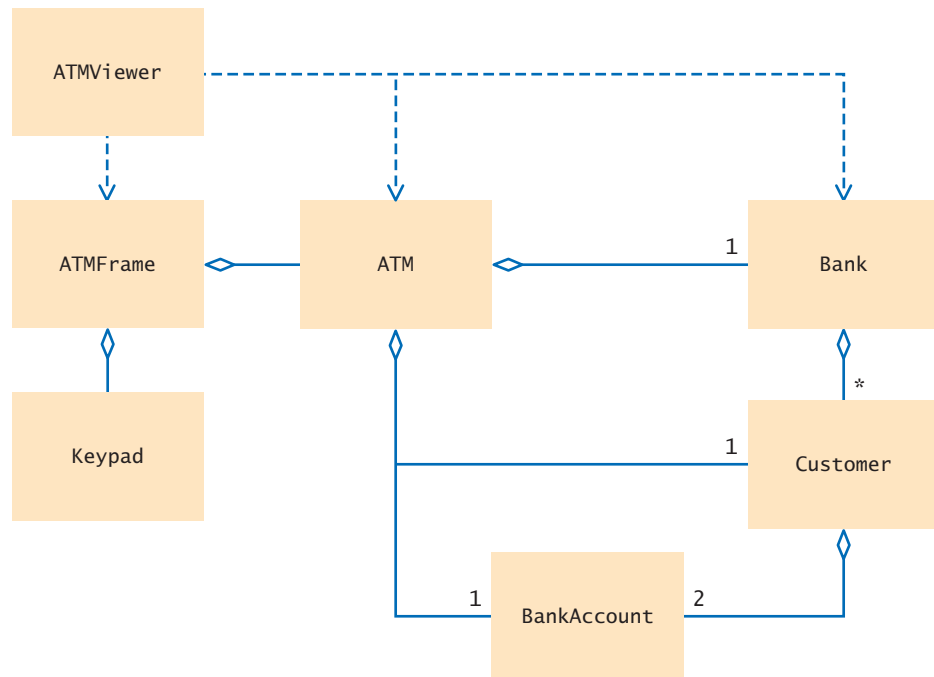 ATMViewer
ATMFrame
ATM
1
Bank
*
Keypad
1
Customer
1
BankAccount
2